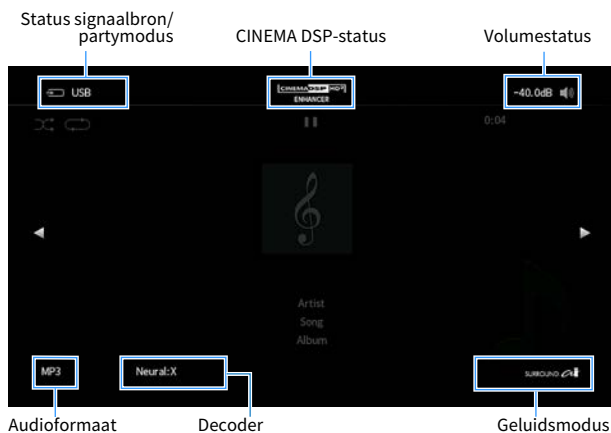 Status signaalbron/
partymodus
CINEMA DSP-status
Volumestatus
USB
CINEMA DSP HD³
ENHANCER
-40.0dB
0:04
Artist
Song
Album
MP3
Neural:X
SURROUND AI
Audioformaat
Decoder
Geluidsmodus